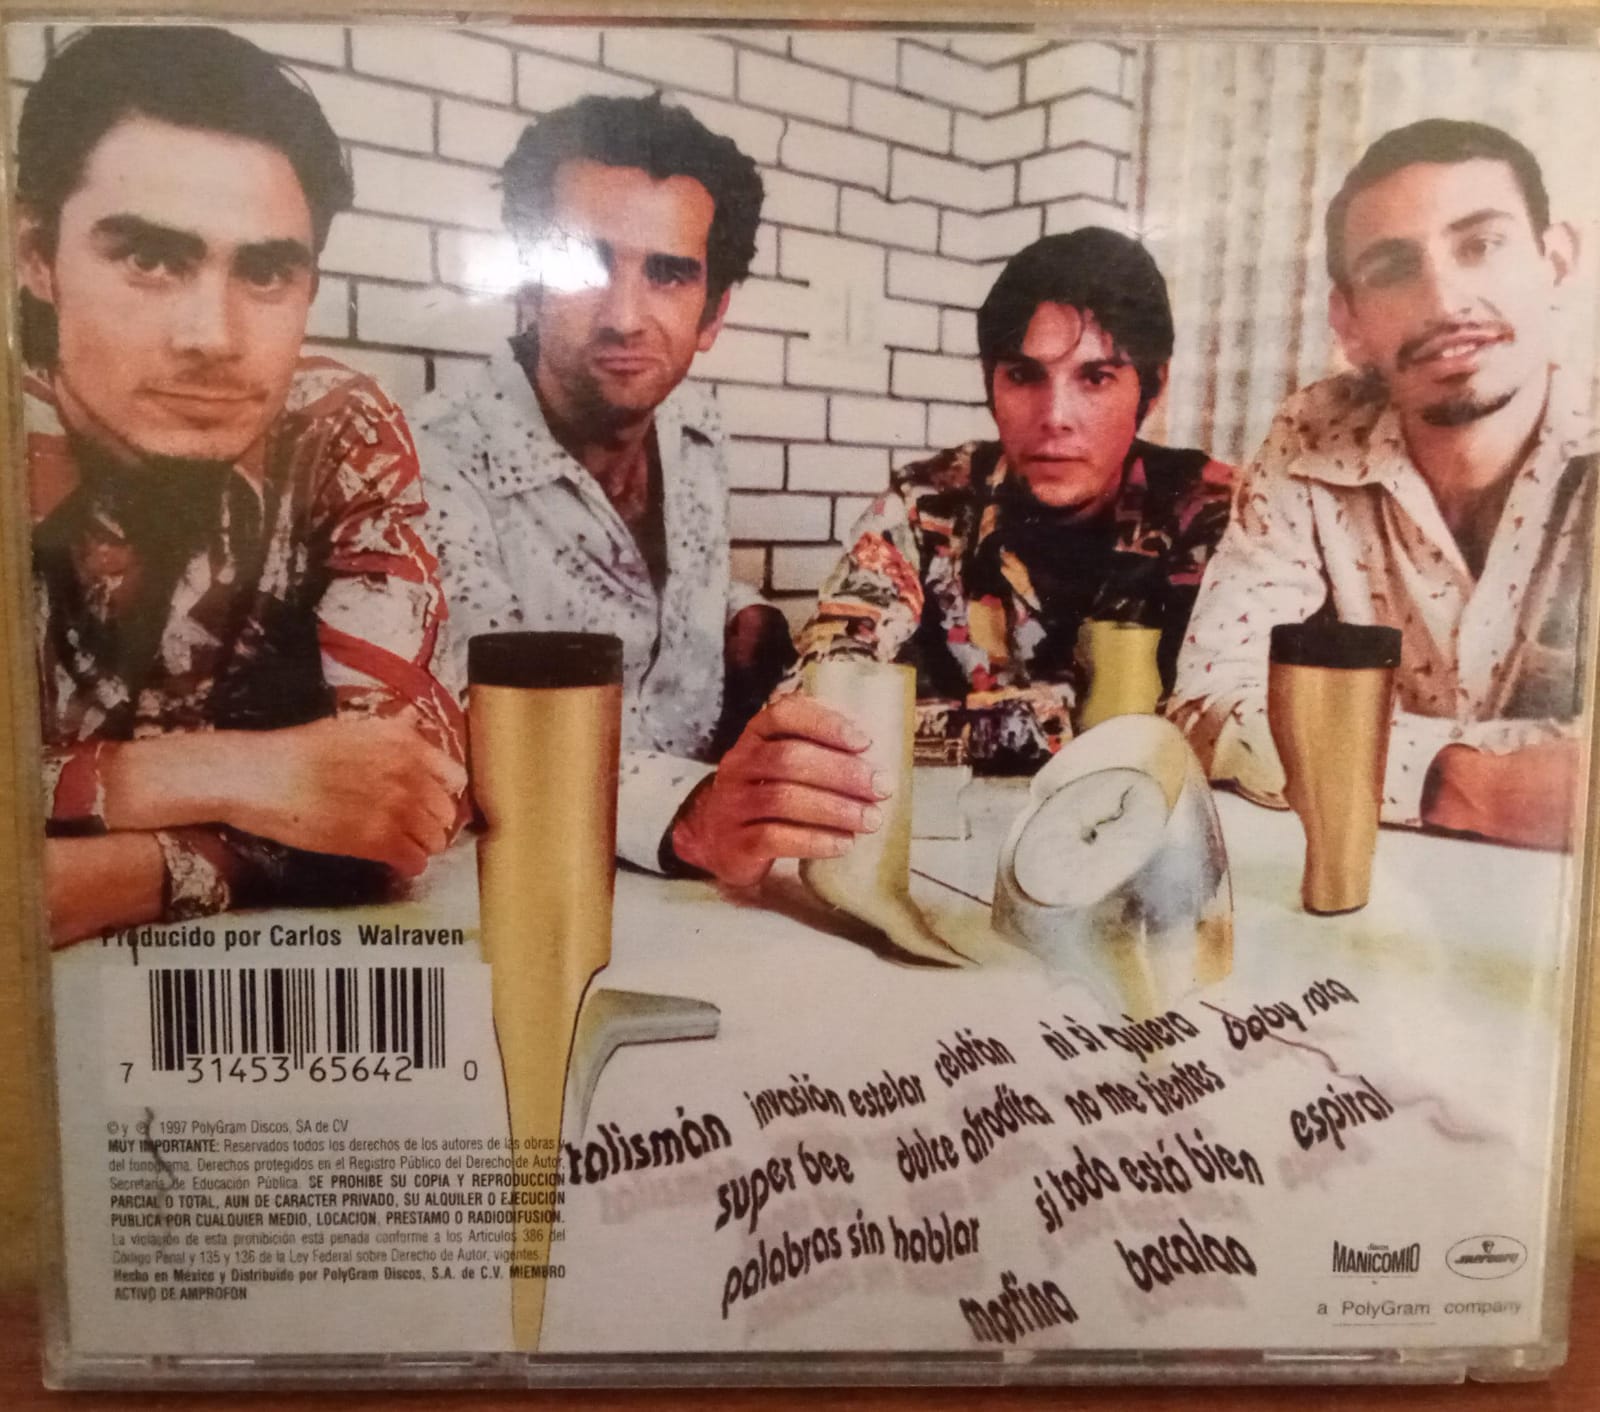 Producido por Carlos Walraven
7 31453 65642 0
© y ℗ 1997 PolyGram Discos, SA de CV
MUY IMPORTANTE: Reservados todos los derechos de los autores de las obras y
del fonograma. Derechos protegidos en el Registro Público del Derecho de Autor,
Secretaría de Educación Pública. SE PROHIBE SU COPIA Y REPRODUCCION
PARCIAL O TOTAL, AUN DE CARACTER PRIVADO, SU ALQUILER O EJECUCION
PUBLICA POR CUALQUIER MEDIO, LOCACION, PRESTAMO O RADIODIFUSION.
La violación de esta prohibición está penada conforme a los Artículos 386 del
Código Penal y 135 y 136 de la Ley Federal sobre Derecho de Autor, vigentes.
Hecho en México y Distribuido por PolyGram Discos, S.A. de C.V. MIEMBRO
ACTIVO DE AMPROFON
talismán invasión estelar celofán ni si quiera baby rota
super bee dulce afrodita no me tientes
palabras sin hablar si todo está bien espiral
morfina bacalao
discos
MANICOMIO
mercury
a PolyGram company